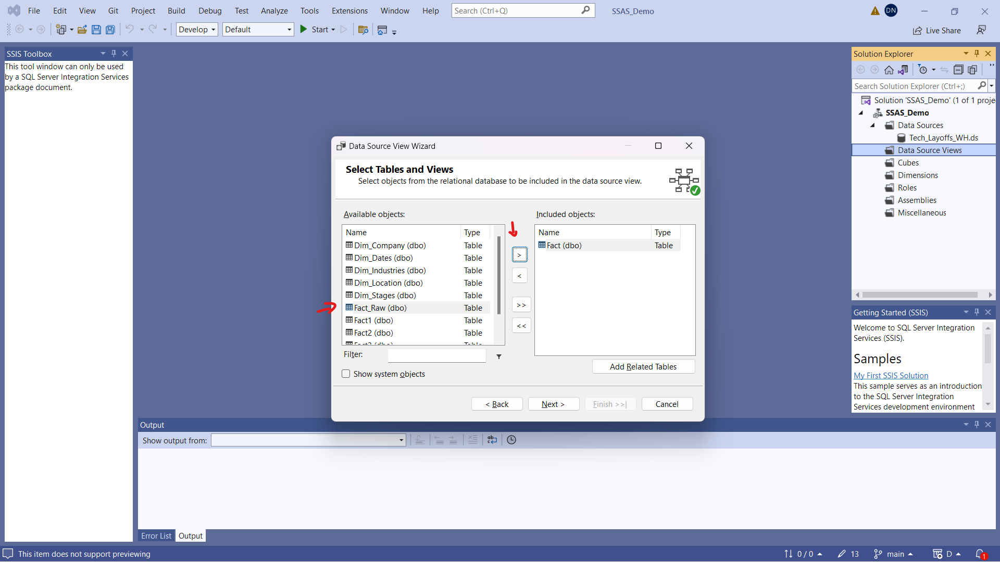 File Edit View Git Project Build Debug Test Analyze Tools Extensions Window Help Search (Ctrl+Q) SSAS_Demo DN
Develop Default Start Live Share
SSIS Toolbox
This tool window can only be used
by a SQL Server Integration Services
package document.
Data Source View Wizard
Select Tables and Views
Select objects from the relational database to be included in the data source view.
Available objects:
Name Type
Dim_Company (dbo) Table
Dim_Dates (dbo) Table
Dim_Industries (dbo) Table
Dim_Location (dbo) Table
Dim_Stages (dbo) Table
Fact_Raw (dbo) Table
Fact1 (dbo) Table
Fact2 (dbo) Table
Filter:
Show system objects
>
<
>>
<<
Included objects:
Name Type
Fact (dbo) Table
Add Related Tables
< Back Next > Finish >>| Cancel
Solution Explorer
Search Solution Explorer (Ctrl+;)
Solution 'SSAS_Demo' (1 of 1 proje
SSAS_Demo
Data Sources
Tech_Layoffs_WH.ds
Data Source Views
Cubes
Dimensions
Roles
Assemblies
Miscellaneous
Getting Started (SSIS)
Welcome to SQL Server Integration
Services (SSIS).
Samples
My First SSIS Solution
This sample serves as an introduction
to the SQL Server Integration
Services development environment
Output
Show output from:
Error List Output
This item does not support previewing 0 / 0 13 main D 1